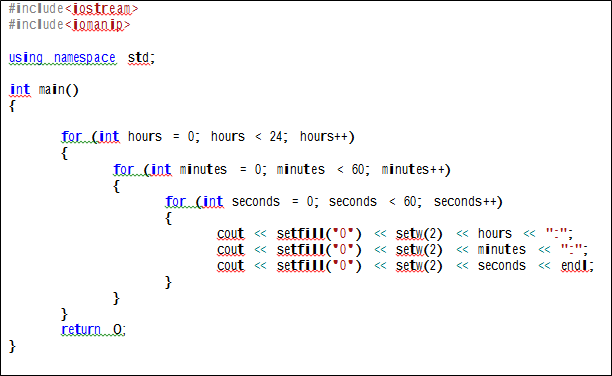 #include<iostream>
#include<iomanip>
using namespace std;
int main()
{
for (int hours = 0; hours < 24; hours++)
{
for (int minutes = 0; minutes < 60; minutes++)
{
for (int seconds = 0; seconds < 60; seconds++)
{
cout << setfill('0') << setw(2) << hours << ":";
cout << setfill('0') << setw(2) << minutes << ":";
cout << setfill('0') << setw(2) << seconds << endl;
}
}
}
return 0;
}